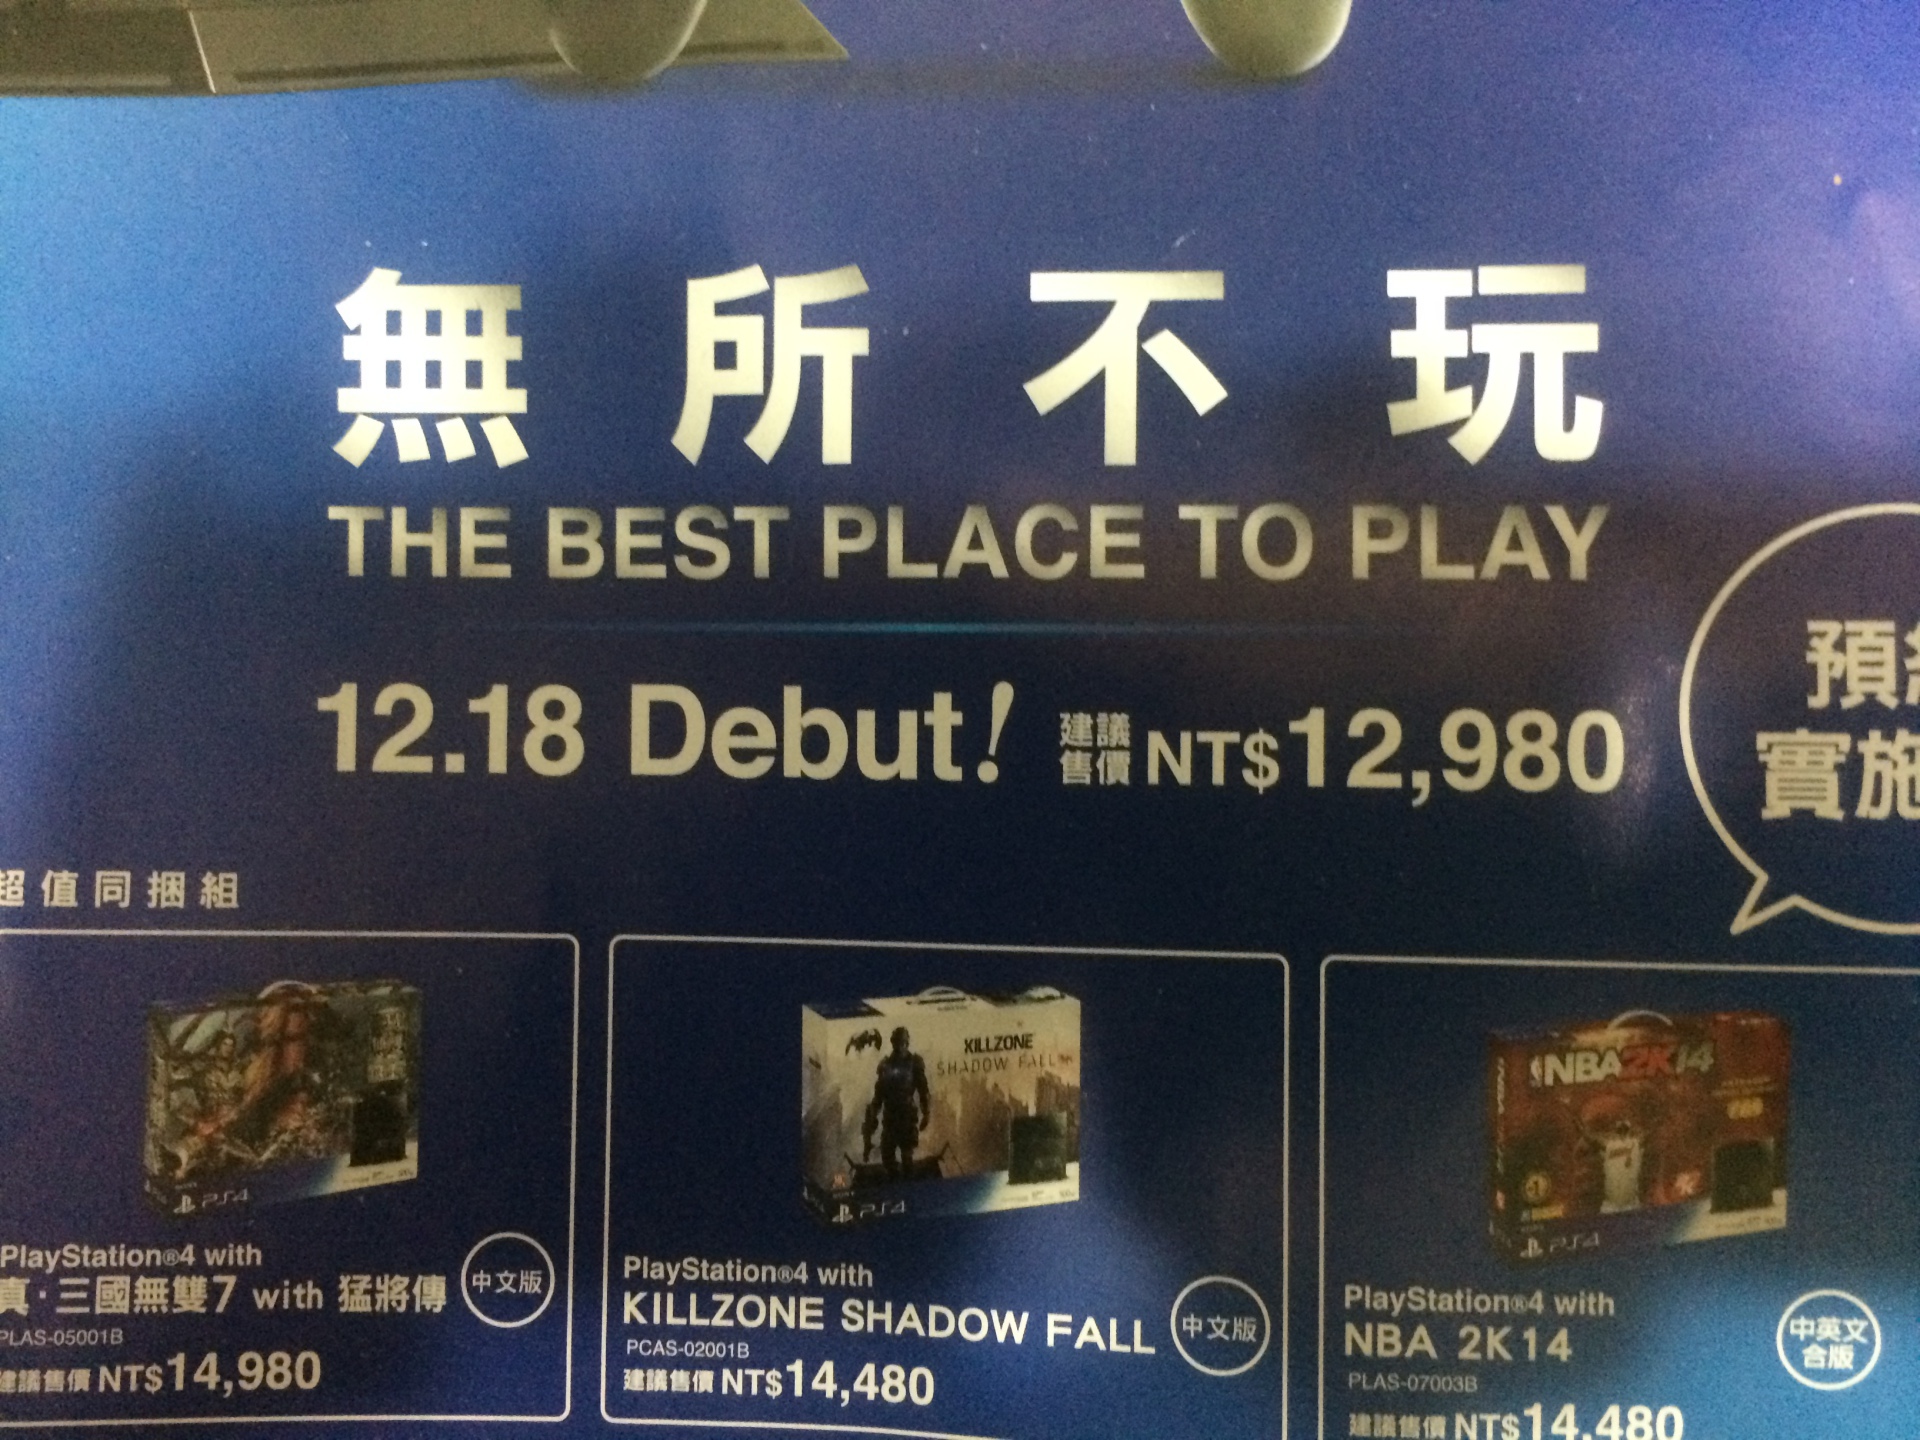 無所不玩
THE BEST PLACE TO PLAY
12.18 Debut! 建議售價 NT$12,980
預
實施
超值同捆組
KILLZONE
SHADOW FALL
PS4
PlayStation®4 with
真・三國無雙7 with 猛將傳
中文版
PLAS-05001B
建議售價 NT$14,980
PS4
PlayStation®4 with
KILLZONE SHADOW FALL
中文版
PCAS-02001B
建議售價 NT$14,480
NBA2K14
PS4
PlayStation®4 with
NBA 2K14
中英文
合版
PLAS-07003B
建議售價 NT$14,480